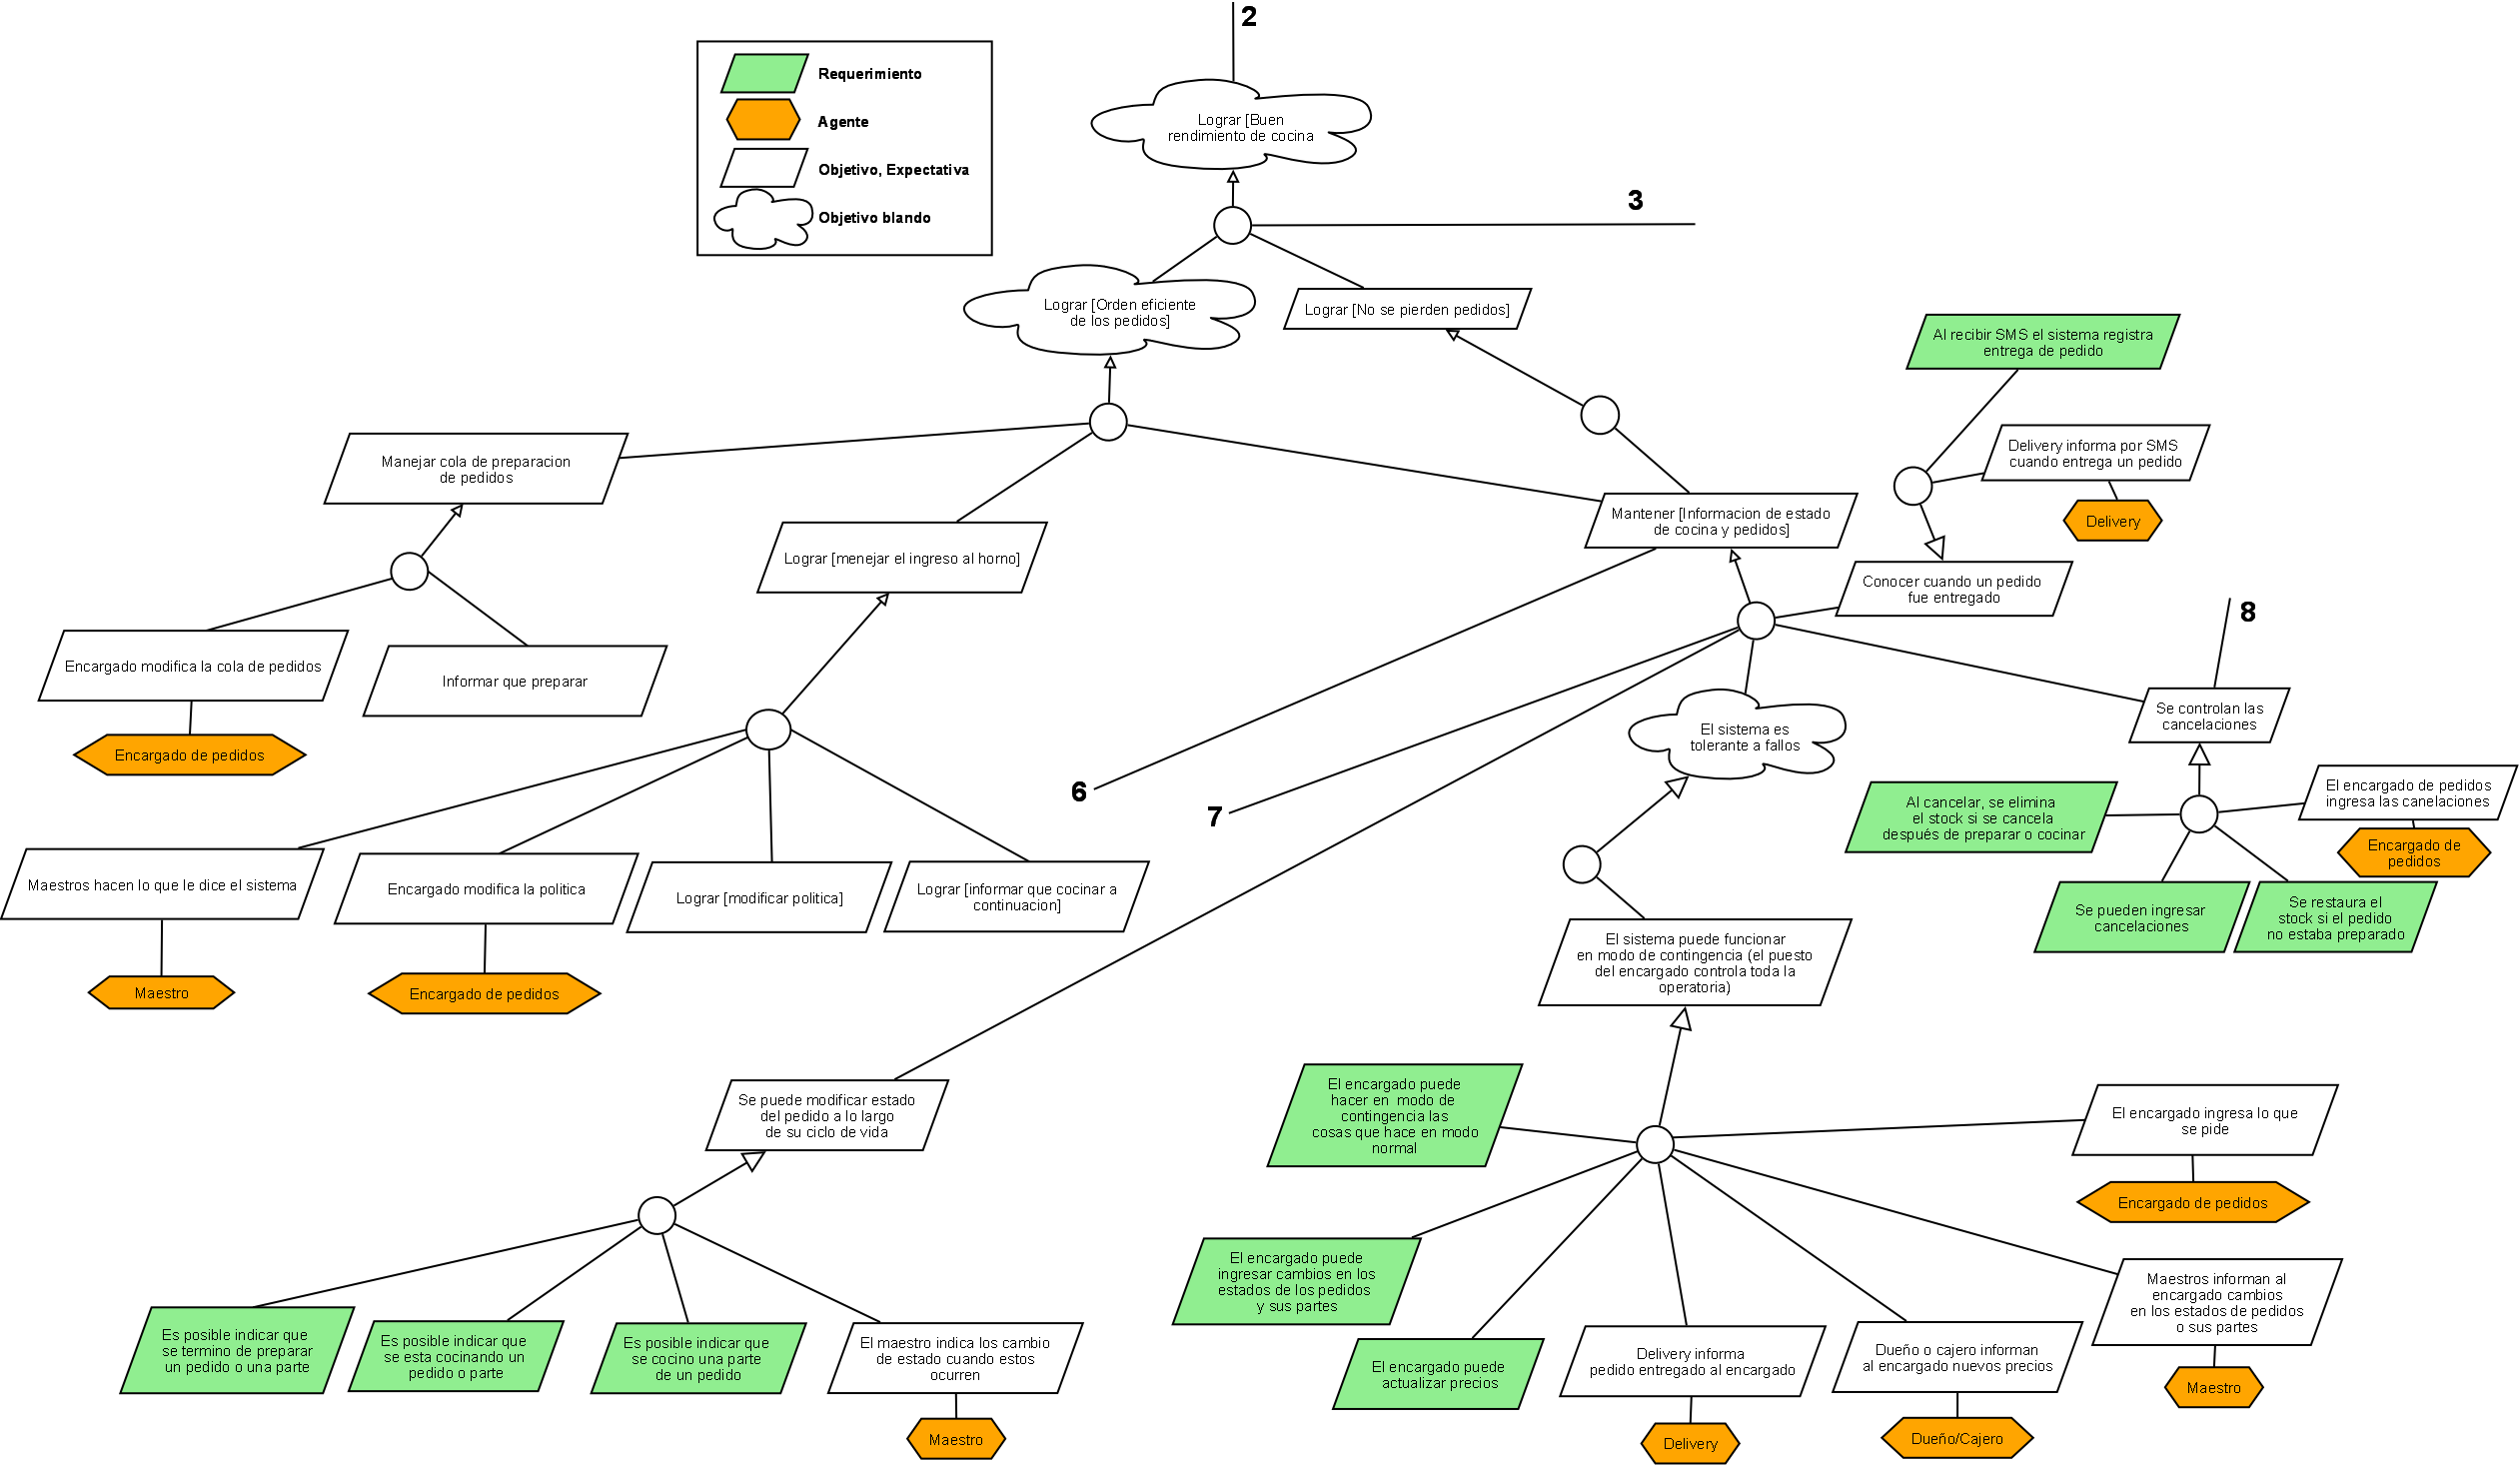 2
Requerimiento
Agente
Objetivo, Expectativa
Objetivo blando
Lograr [Buen
rendimiento de cocina
3
Lograr [Orden eficiente
de los pedidos]
Lograr [No se pierden pedidos]
Al recibir SMS el sistema registra
entrega de pedido
Manejar cola de preparacion
de pedidos
Delivery informa por SMS
cuando entrega un pedido
Delivery
Mantener [Informacion de estado
de cocina y pedidos]
Lograr [menejar el ingreso al horno]
Conocer cuando un pedido
fue entregado
8
Encargado modifica la cola de pedidos
Informar que preparar
Encargado de pedidos
Se controlan las
cancelaciones
El sistema es
tolerante a fallos
6
7
El encargado de pedidos
ingresa las canelaciones
Al cancelar, se elimina
el stock si se cancela
después de preparar o cocinar
Encargado de
pedidos
Se pueden ingresar
cancelaciones
Se restaura el
stock si el pedido
no estaba preparado
Maestros hacen lo que le dice el sistema
Encargado modifica la politica
Lograr [modificar politica]
Lograr [informar que cocinar a
continuacion]
Maestro
Encargado de pedidos
El sistema puede funcionar
en modo de contingencia (el puesto
del encargado controla toda la
operatoria)
Se puede modificar estado
del pedido a lo largo
de su ciclo de vida
El encargado puede
hacer en modo de
contingencia las
cosas que hace en modo
normal
El encargado ingresa lo que
se pide
Encargado de pedidos
El encargado puede
ingresar cambios en los
estados de los pedidos
y sus partes
Maestros informan al
encargado cambios
en los estados de pedidos
o sus partes
Es posible indicar que
se termino de preparar
un pedido o una parte
Es posible indicar que
se esta cocinando un
pedido o parte
Es posible indicar que
se cocino una parte
de un pedido
El maestro indica los cambio
de estado cuando estos
ocurren
El encargado puede
actualizar precios
Delivery informa
pedido entregado al encargado
Dueño o cajero informan
al encargado nuevos precios
Maestro
Maestro
Delivery
Dueño/Cajero